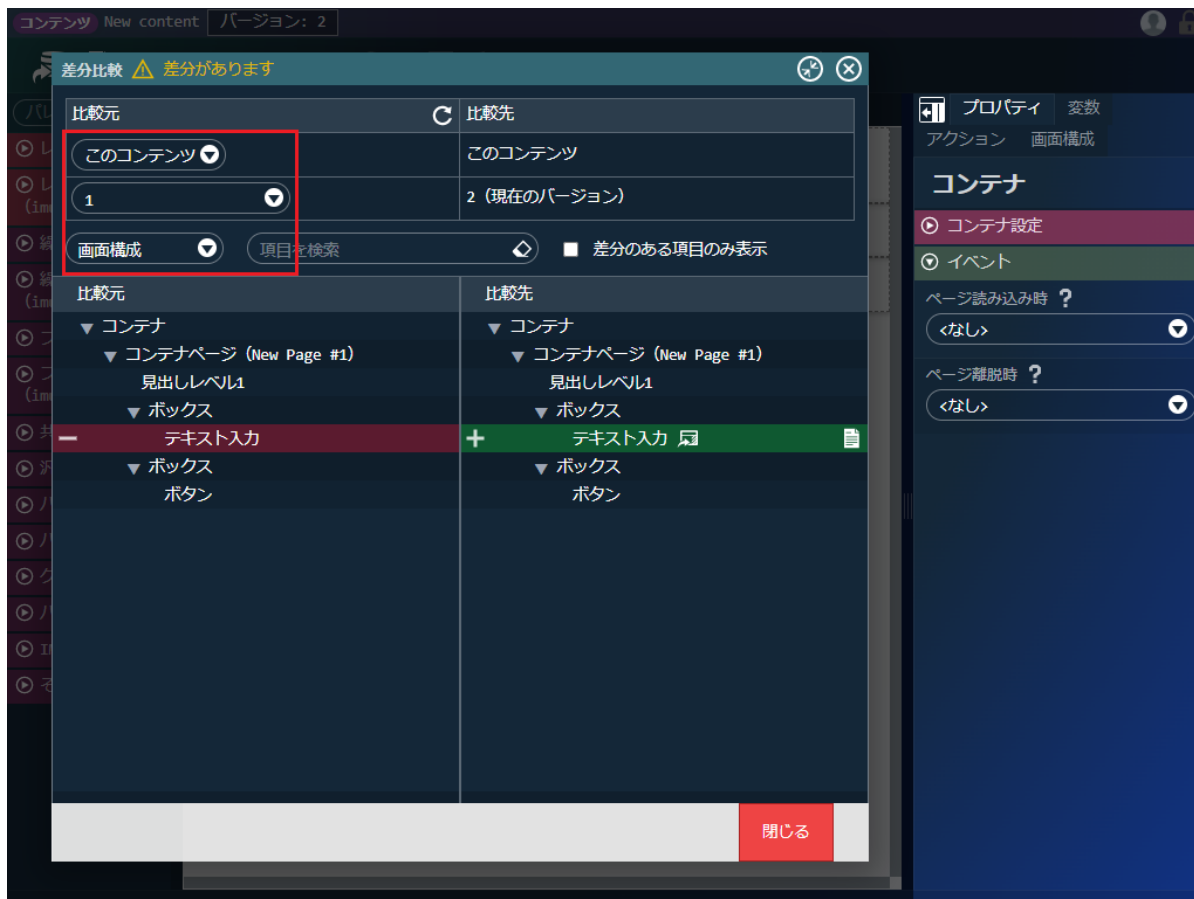 コンテンツ New content バージョン: 2
差分比較 差分があります
比較元 比較先
このコンテンツ このコンテンツ
1 2（現在のバージョン）
画面構成 項目を検索 差分のある項目のみ表示
比較元 比較先
コンテナ コンテナ
コンテナページ（New Page #1） コンテナページ（New Page #1）
見出しレベル1 見出しレベル1
ボックス ボックス
テキスト入力 テキスト入力
ボックス ボックス
ボタン ボタン
閉じる
プロパティ 変数
アクション 画面構成
コンテナ
コンテナ設定
イベント
ページ読み込み時 ?
<なし>
ページ離脱時 ?
<なし>